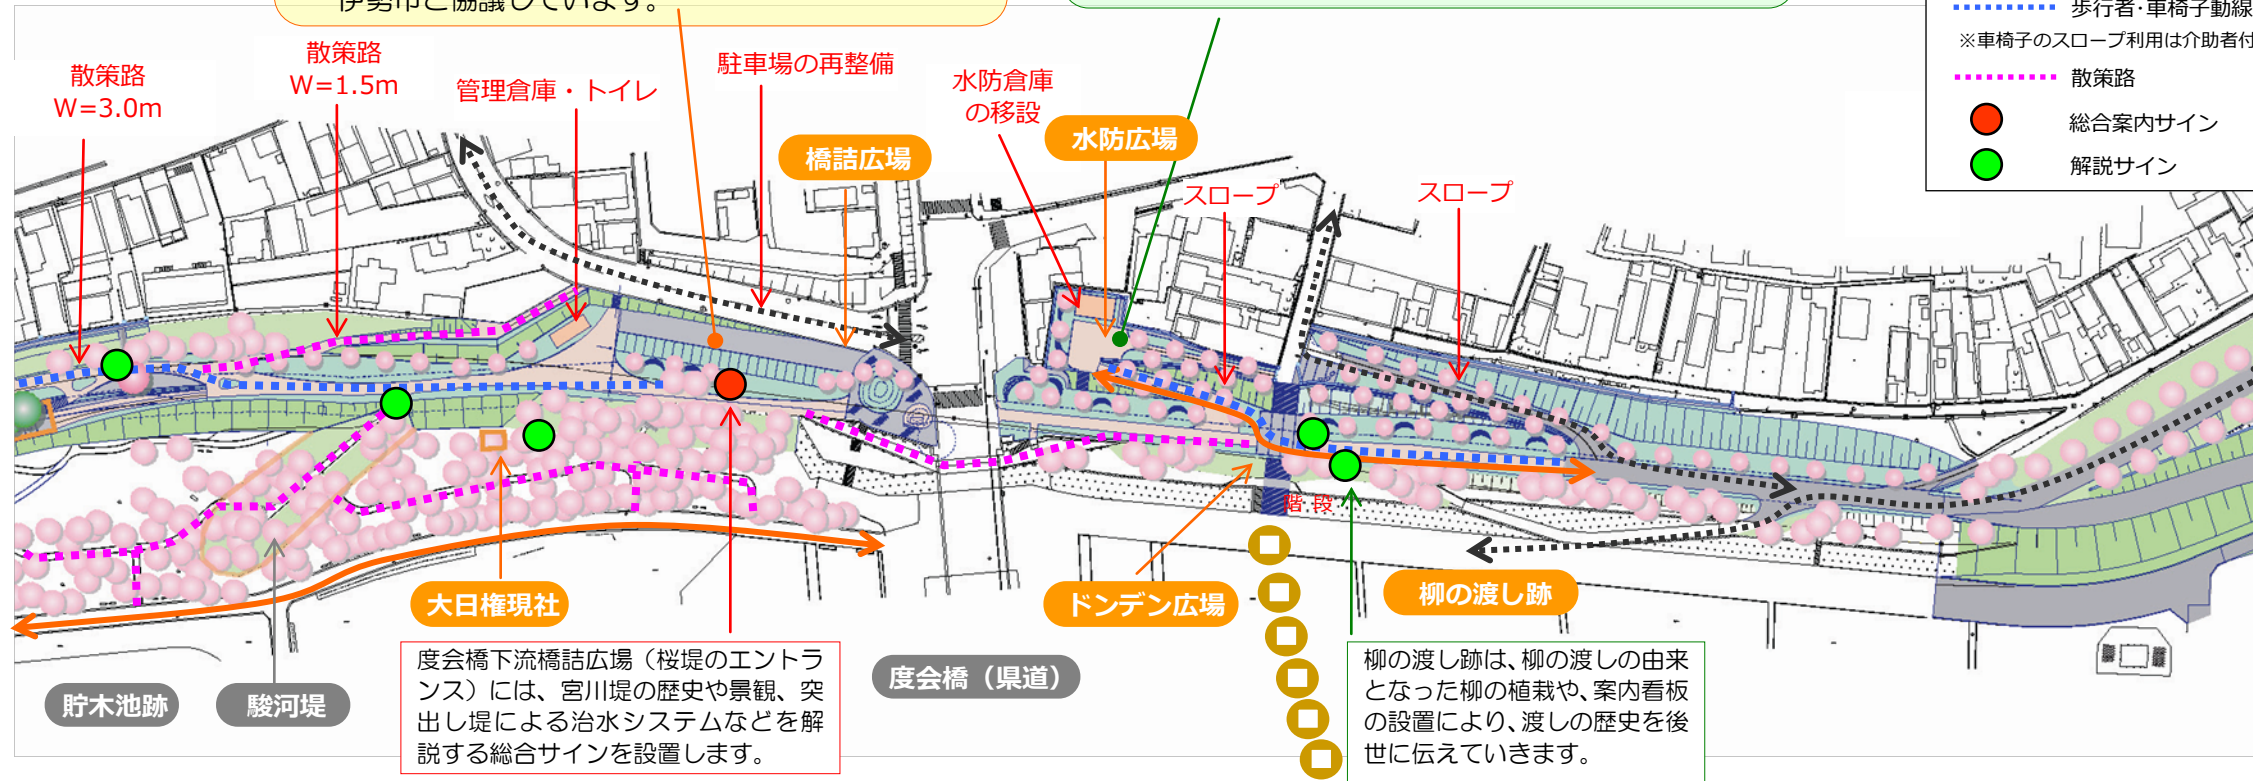 伊勢市と協議しています。
歩行者・車椅子動線
※車椅子のスロープ利用は介助者付
散策路
総合案内サイン
解説サイン
散策路
W=3.0m
散策路
W=1.5m
管理倉庫・トイレ
駐車場の再整備
橋詰広場
水防倉庫
の移設
水防広場
スロープ
スロープ
階段
大日権現社
ドンデン広場
柳の渡し跡
貯木池跡
駿河堤
度会橋(県道)
度会橋下流橋詰広場(桜堤のエントラ
ンス)には、宮川堤の歴史や景観、突
出し堤による治水システムなどを解
説する総合サインを設置します。
柳の渡し跡は、柳の渡しの由来
となった柳の植栽や、案内看板
の設置により、渡しの歴史を後
世に伝えていきます。